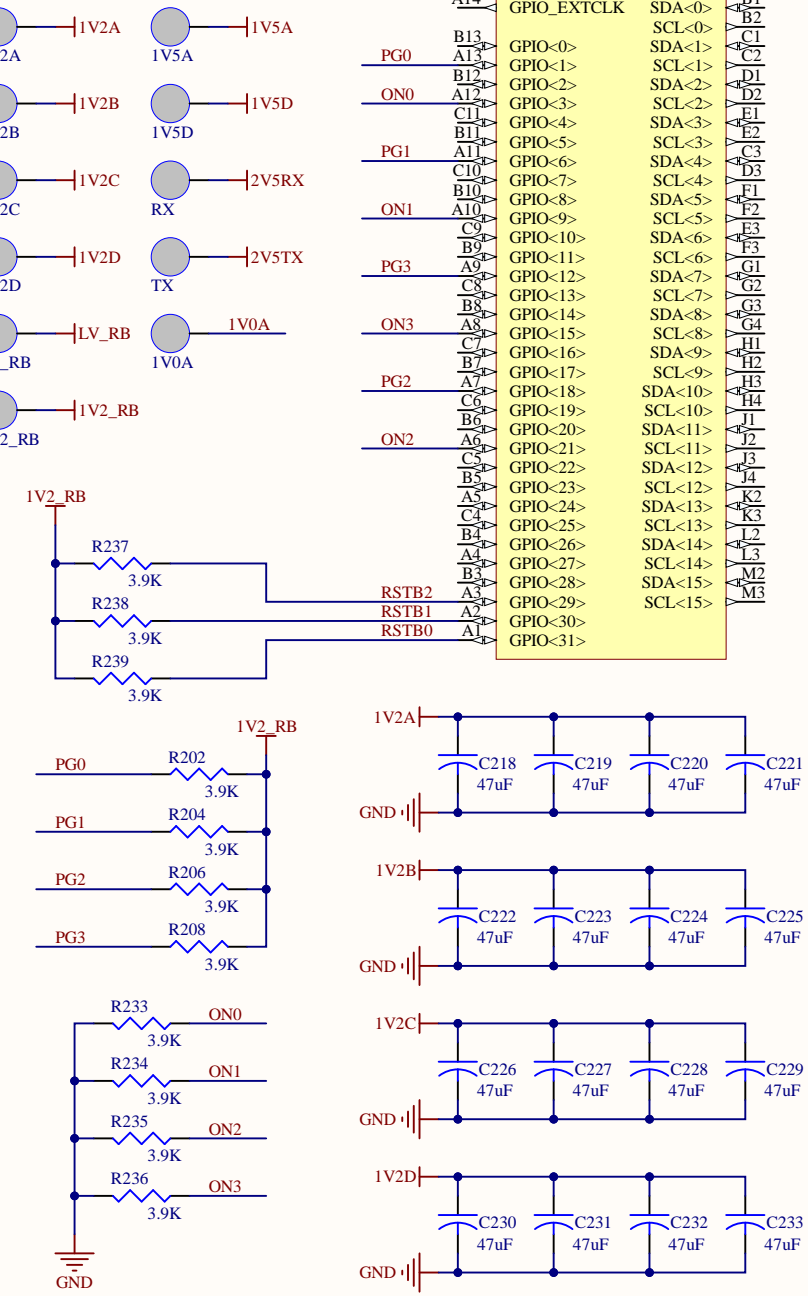 GPIO_EXTCLK SDA<0>
SCL<0> B2
B13 GPIO<0> SDA<1> C1
PG0 A13 GPIO<1> SCL<1> C2
B12 GPIO<2> SDA<2> D1
ON0 A12 GPIO<3> SCL<2> D2
C11 GPIO<4> SDA<3> E1
B11 GPIO<5> SCL<3> E2
PG1 A11 GPIO<6> SDA<4> C3
C10 GPIO<7> SCL<4> D3
B10 GPIO<8> SDA<5> F1
ON1 A10 GPIO<9> SCL<5> F2
C9 GPIO<10> SDA<6> E3
B9 GPIO<11> SCL<6> F3
PG3 A9 GPIO<12> SDA<7> G1
C8 GPIO<13> SCL<7> G2
B8 GPIO<14> SDA<8> G3
ON3 A8 GPIO<15> SCL<8> G4
C7 GPIO<16> SDA<9> H1
B7 GPIO<17> SCL<9> H2
PG2 A7 GPIO<18> SDA<10> H3
C6 GPIO<19> SCL<10> H4
B6 GPIO<20> SDA<11> J1
ON2 A6 GPIO<21> SCL<11> J2
C5 GPIO<22> SDA<12> J3
B5 GPIO<23> SCL<12> J4
A5 GPIO<24> SDA<13> K2
C4 GPIO<25> SCL<13> K3
B4 GPIO<26> SDA<14> L2
A4 GPIO<27> SCL<14> L3
B3 GPIO<28> SDA<15> M2
RSTB2 A3 GPIO<29> SCL<15> M3
RSTB1 A2 GPIO<30>
RSTB0 A1 GPIO<31>
1V2A 1V5A
2A 1V5A
1V2B 1V5D
2B 1V5D
1V2C 2V5RX
2C RX
1V2D 2V5TX
2D TX
LV_RB 1V0A
_RB 1V0A
1V2_RB
2_RB
1V2_RB
R237
3.9K
R238
3.9K
R239
3.9K
1V2_RB
PG0 R202
3.9K
PG1 R204
3.9K
PG2 R206
3.9K
PG3 R208
3.9K
R233 ON0
3.9K
R234 ON1
3.9K
R235 ON2
3.9K
R236 ON3
3.9K
GND
1V2A
C218 C219 C220 C221
47uF 47uF 47uF 47uF
GND
1V2B
C222 C223 C224 C225
47uF 47uF 47uF 47uF
GND
1V2C
C226 C227 C228 C229
47uF 47uF 47uF 47uF
GND
1V2D
C230 C231 C232 C233
47uF 47uF 47uF 47uF
GND